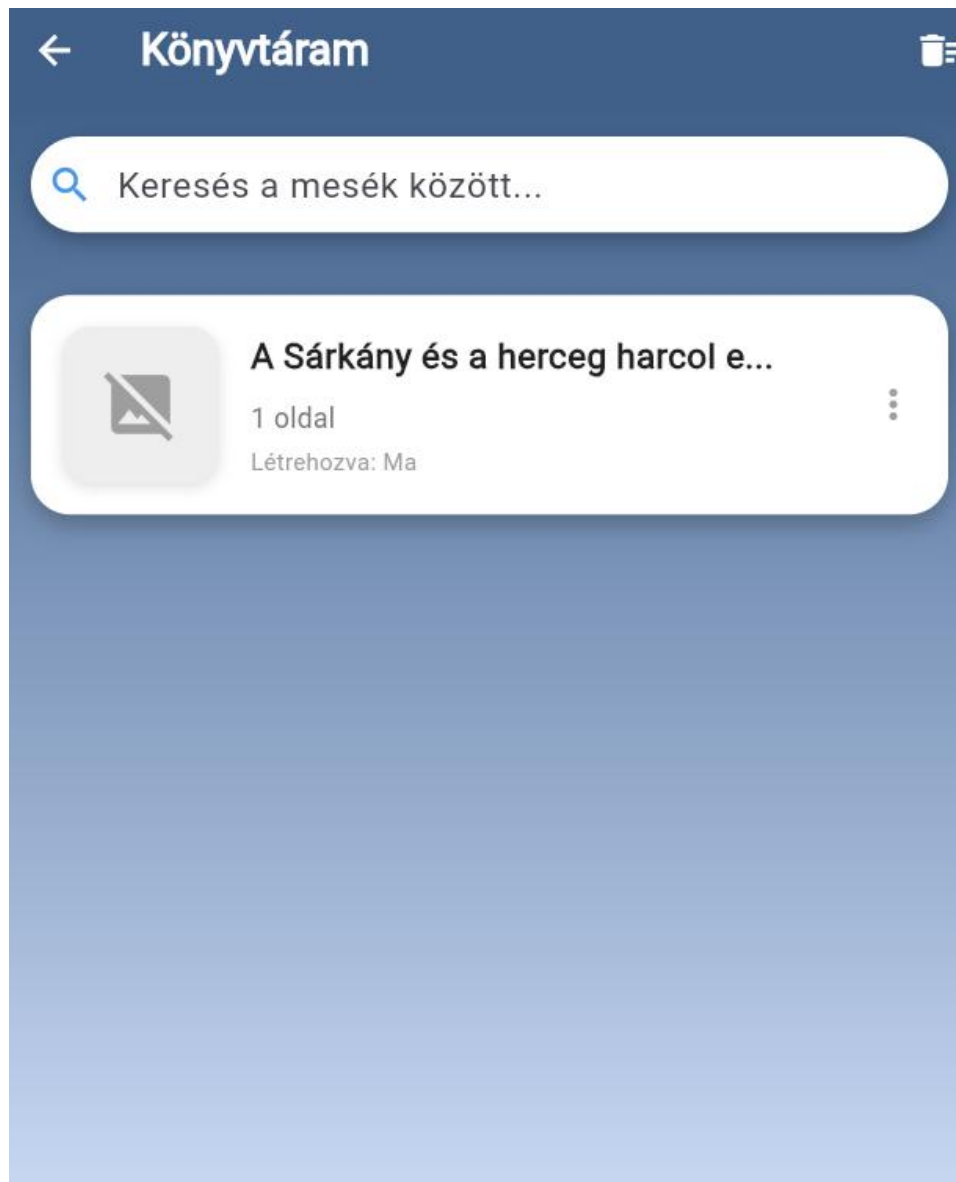 Könyvtáram
Keresés a mesék között...
A Sárkány és a herceg harcol e...
1 oldal
Létrehozva: Ma